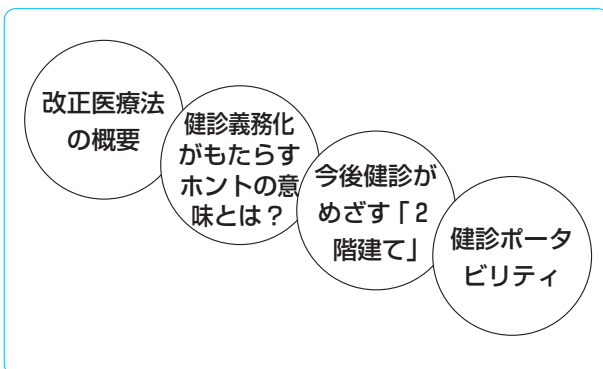 改正医療法
の概要
健診義務化
がもたらす
ホントの意
味とは？
今後健診が
めざす「2
階建て」
健診ポータ
ビリティ